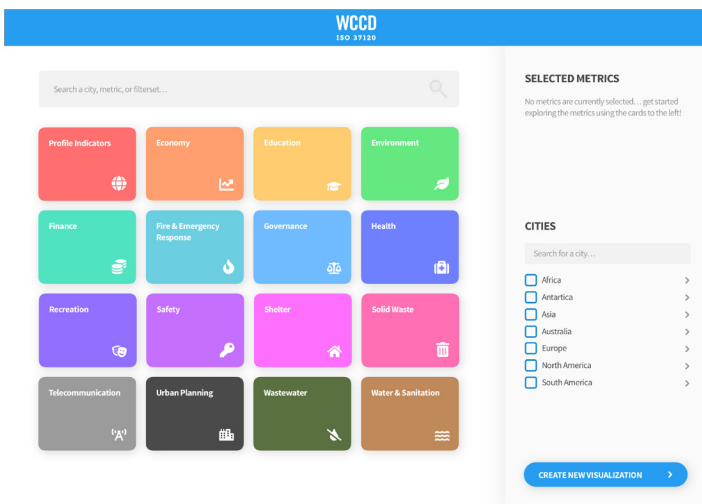 WCCD
ISO 37120
Search a city, metric, or filterset...
Profile Indicators
Economy
Education
Environment
Finance
Fire & Emergency
Response
Governance
Health
Recreation
Safety
Shelter
Solid Waste
Telecommunication
Urban Planning
Wastewater
Water & Sanitation
SELECTED METRICS
No metrics are currently selected... get started
exploring the metrics using the cards to the left!
CITIES
Search for a city...
Africa
Antartica
Asia
Australia
Europe
North America
South America
CREATE NEW VISUALIZATION